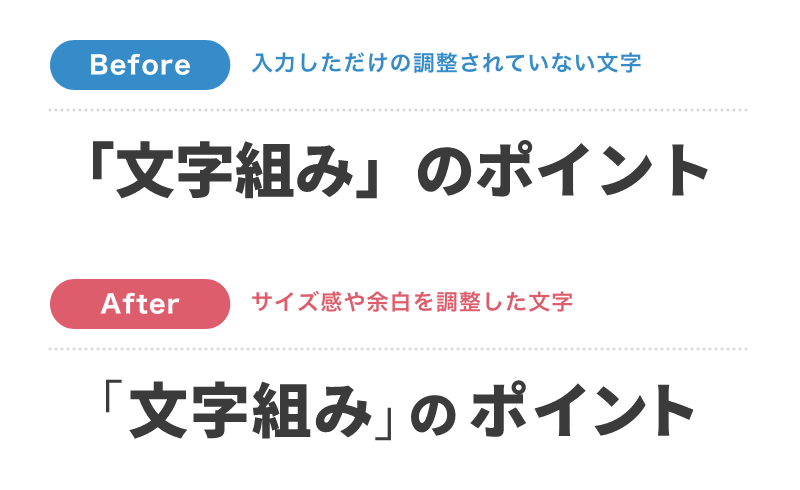 Before
入力しただけの調整されていない文字
「文字組み」のポイント
After
サイズ感や余白を調整した文字
「文字組み」のポイント